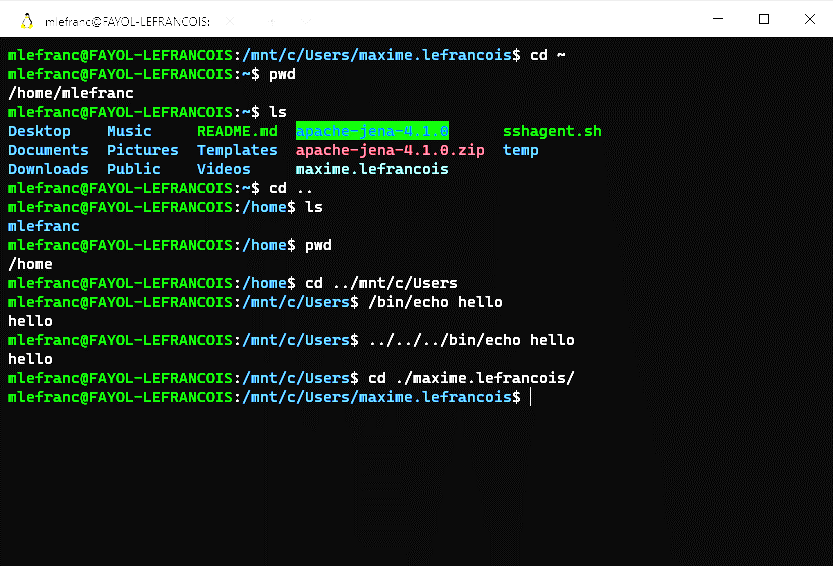 mlefranc@FAYOL-LEFRANCOIS:
mlefranc@FAYOL-LEFRANCOIS:/mnt/c/Users/maxime.lefrancois$ cd ~
mlefranc@FAYOL-LEFRANCOIS:~$ pwd
/home/mlefranc
mlefranc@FAYOL-LEFRANCOIS:~$ ls
Desktop    Music     README.md  apache-jena-4.1.0      sshagent.sh
Documents  Pictures  Templates  apache-jena-4.1.0.zip  temp
Downloads  Public    Videos     maxime.lefrancois
mlefranc@FAYOL-LEFRANCOIS:~$ cd ..
mlefranc@FAYOL-LEFRANCOIS:/home$ ls
mlefranc
mlefranc@FAYOL-LEFRANCOIS:/home$ pwd
/home
mlefranc@FAYOL-LEFRANCOIS:/home$ cd ../mnt/c/Users
mlefranc@FAYOL-LEFRANCOIS:/mnt/c/Users$ /bin/echo hello
hello
mlefranc@FAYOL-LEFRANCOIS:/mnt/c/Users$ ../../../bin/echo hello
hello
mlefranc@FAYOL-LEFRANCOIS:/mnt/c/Users$ cd ./maxime.lefrancois/
mlefranc@FAYOL-LEFRANCOIS:/mnt/c/Users/maxime.lefrancois$